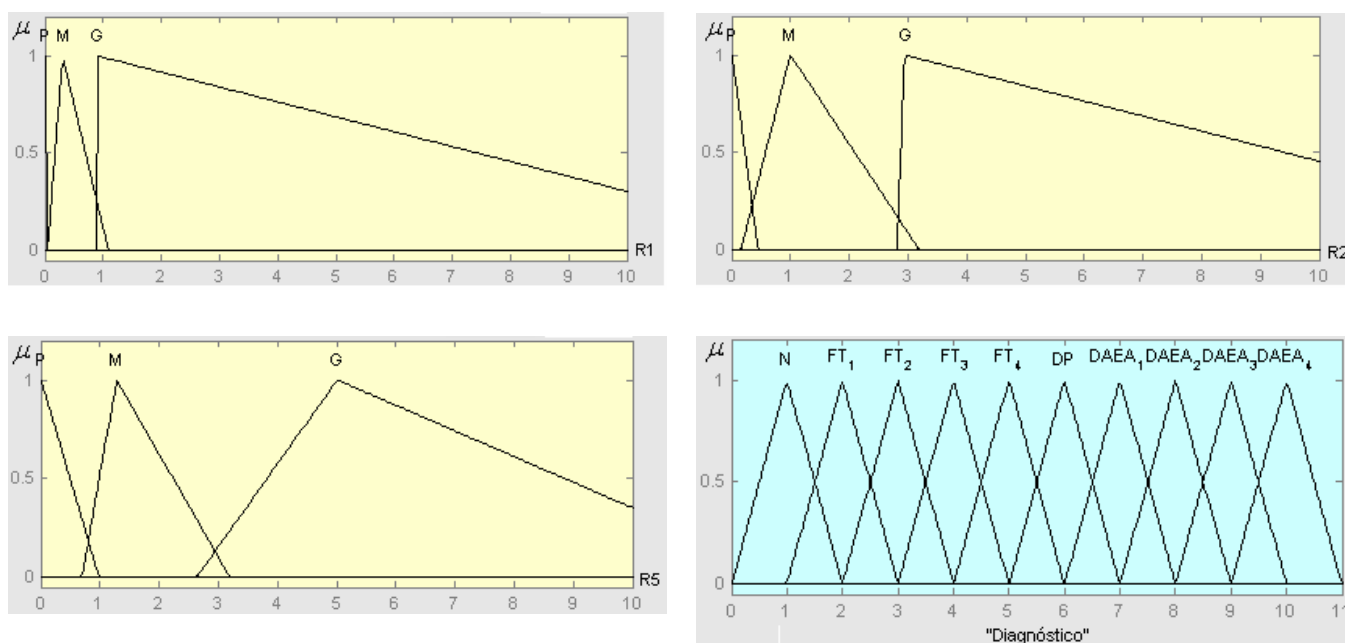 μ P M G
1
0.5
0
0 1 2 3 4 5 6 7 8 9 10
R1
μ P M G
1
0.5
0
0 1 2 3 4 5 6 7 8 9 10
R2
μ P M G
1
0.5
0
0 1 2 3 4 5 6 7 8 9 10
R5
μ N FT₁ FT₂ FT₃ FT₄ DP DAEA₁ DAEA₂ DAEA₃ DAEA₄
1
0.5
0
0 1 2 3 4 5 6 7 8 9 10 11
"Diagnóstico"